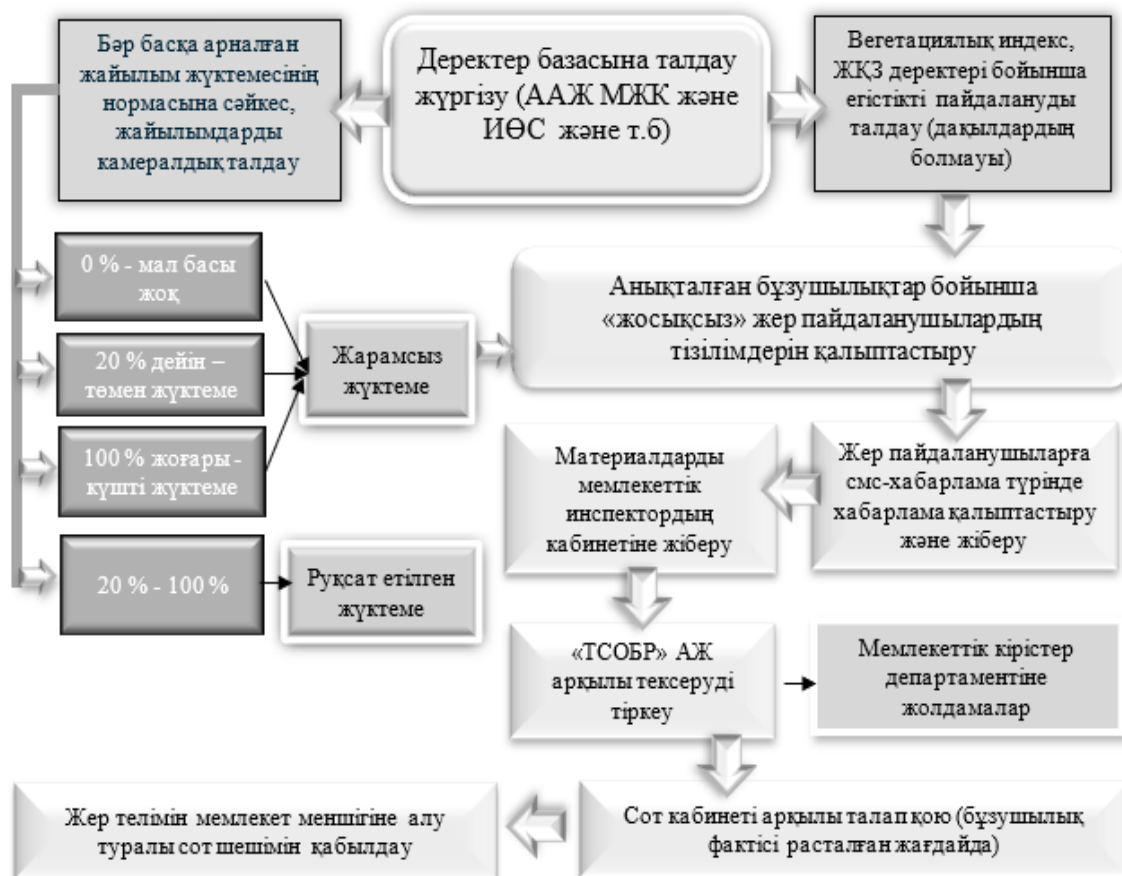 Бәр басқа арналған
жайылым жүктемесінің
нормасына сәйкес,
жайылымдарды
камералдық талдау
Деректер базасына талдау
жүргізу (ААЖ МЖК және
ИӨС және т.б)
Вегетациялық индекс,
ЖҚЗ деректері бойынша
егістікті пайдалануды
талдау (дақылдардың
болмауы)
0 % - мал басы
жоқ
20 % дейін –
төмен жүктеме
100 % жоғары -
күшті жүктеме
20 % - 100 %
Жарамсыз
жүктеме
Руқсат етілген
жүктеме
Анықталған бұзушылықтар бойынша
«жосықсыз» жер пайдаланушылардың
тізілімдерін қалыптастыру
Жер пайдаланушыларға
смс-хабарлама түрінде
хабарлама қалыптастыру
және жіберу
Материалдарды
мемлекеттік
инспектордың
кабинетіне жіберу
«ТСОБР» АЖ
арқылы тексеруді
тіркеу
Мемлекеттік кірістер
департаментіне
жолдамалар
Сот кабинеті арқылы талап қою (бұзушылық
фактісі расталған жағдайда)
Жер телімін мемлекет меншігіне алу
туралы сот шешімін қабылдау